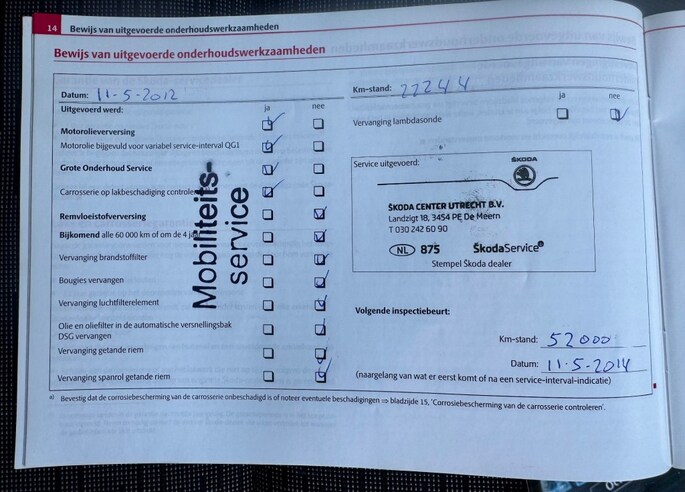 14 Bewijs van uitgevoerde onderhoudswerkzaamheden
Bewijs van uitgevoerde onderhoudswerkzaamheden
Datum: 11-5-2012
Uitgevoerd werd: ja nee
Motorolieverversing
Motorolie bijgevuld voor variabel service-interval QG1
Grote Onderhoud Service
Carrosserie op lakbeschadiging
Remvloeistofverversing
Bijkomend alle 60 000 km of om de 4
Vervanging brandstoffilter
Bougies vervangen
Vervanging luchtfilterelement
Olie en oliefilter in de automatische versnellingsbak
DSG vervangen
Vervanging getande riem
Vervanging spanrol getande riem
Mobiliteits-
service
Km-stand: 22244
ja nee
Vervanging lambdasonde
Service uitgevoerd:
ŠKODA
ŠKODA CENTER UTRECHT B.V.
Landzigt 18, 3454 PE De Meern
T 030 242 60 90
NL 875 ŠkodaService
Stempel Škoda dealer
Volgende inspectiebeurt:
Km-stand: 52000
Datum: 11-5-2014
(naargelang van wat er eerst komt of na een service-interval-indicatie)
a) Bevestig dat de corrosiebescherming van de carrosserie onbeschadigd is of noteer eventuele beschadigingen ⇒ bladzijde 15, 'Corrosiebescherming van de carrosserie controleren'.